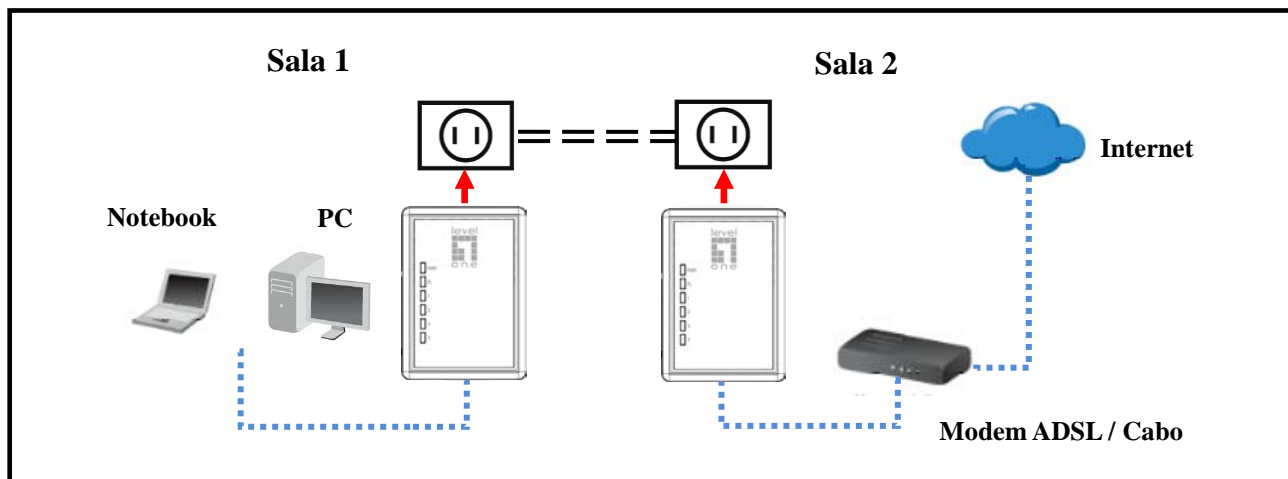 Sala 1
Sala 2
Internet
Notebook
PC
level
one
level
one
Modem ADSL / Cabo